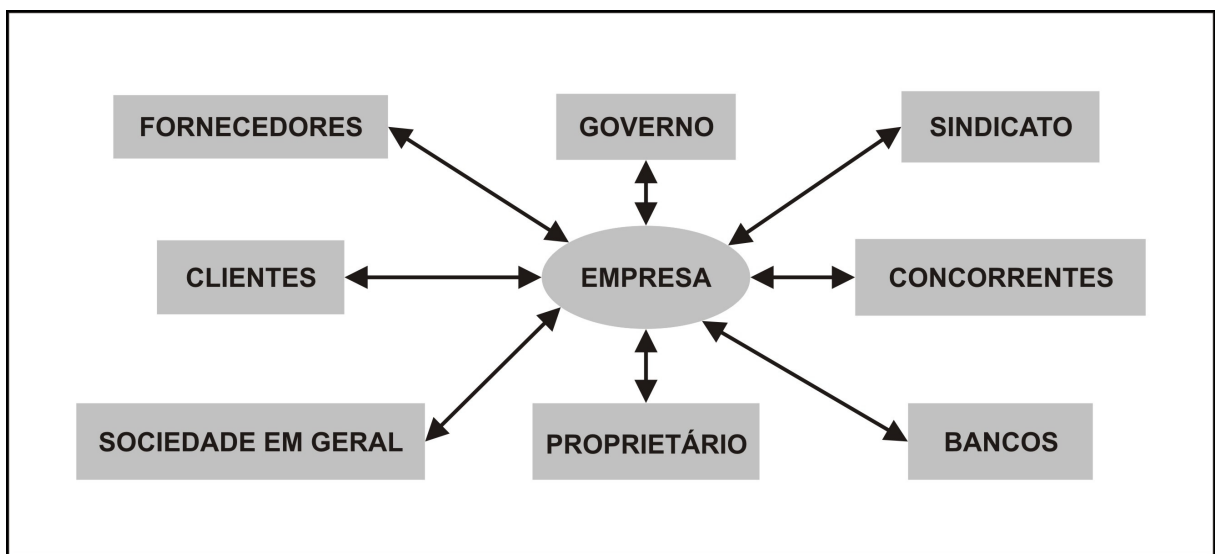 FORNECEDORES
GOVERNO
SINDICATO
CLIENTES
EMPRESA
CONCORRENTES
SOCIEDADE EM GERAL
PROPRIETÁRIO
BANCOS